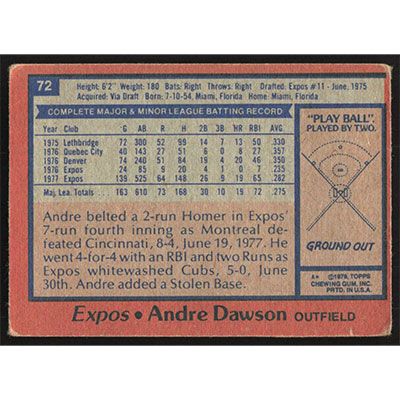 72
Height: 6'2" Weight: 180 Bats: Right Throws: Right Drafted: Expos #11 - June, 1975
Acquired: Via Draft Born: 7-10-54 Miami, Florida Home: Miami, Florida
COMPLETE MAJOR & MINOR LEAGUE BATTING RECORD
Year Club G AB R H 2B 3B HR RBI AVG.
1975 Lethbridge 72 300 52 99 14 7 13 50 .330
1976 Quebec City 40 143 27 51 6 0 8 27 .357
1976 Denver 74 240 51 84 19 4 20 46 .350
1976 Expos 24 85 9 20 4 1 0 7 .235
1977 Expos 139 525 64 148 26 9 19 65 .282
Maj. Lea. Totals... 163 610 73 168 30 10 19 72 .275
Andre belted a 2-run Homer in Expos'
7-run fourth inning as Montreal de-
feated Cincinnati, 8-4, June 19, 1977. He
went 4-for-4 with an RBI and two Runs as
Expos whitewashed Cubs, 5-0, June
30th. Andre added a Stolen Base.
"PLAY BALL"
PLAYED BY TWO.
GROUND OUT
© 1978, TOPPS
CHEWING GUM, INC.
PRTD. IN U.S.A.
Expos • Andre Dawson OUTFIELD